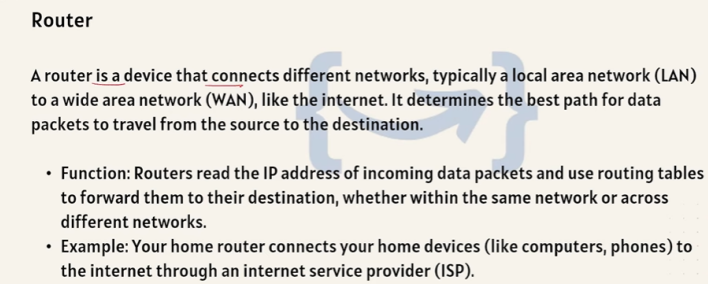 Router
A router is a device that connects different networks, typically a local area network (LAN)
to a wide area network (WAN), like the internet. It determines the best path for data
packets to travel from the source to the destination.
• Function: Routers read the IP address of incoming data packets and use routing tables
to forward them to their destination, whether within the same network or across
different networks.
• Example: Your home router connects your home devices (like computers, phones) to
the internet through an internet service provider (ISP).